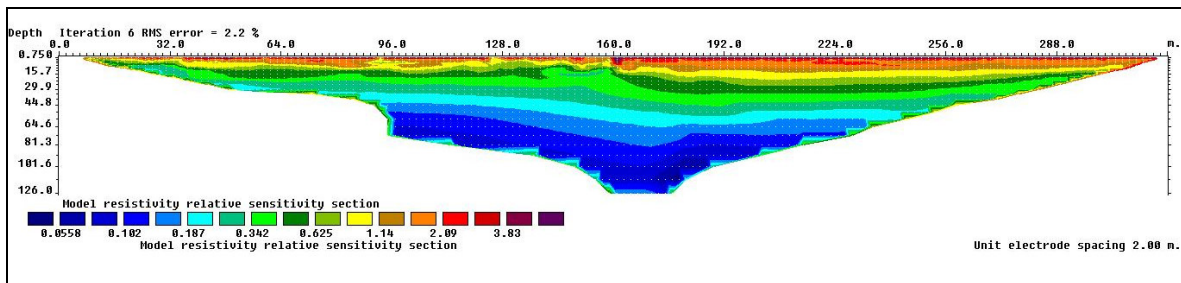 Depth Iteration 6 RMS error = 2.2 %
0.0 32.0 64.0 96.0 128.0 160.0 192.0 224.0 256.0 288.0 m.
0.750
15.7
29.9
44.8
64.6
81.3
101.6
126.0
Model resistivity relative sensitivity section
0.0558 0.102 0.187 0.342 0.625 1.14 2.09 3.83
Model resistivity relative sensitivity section
Unit electrode spacing 2.00 m.